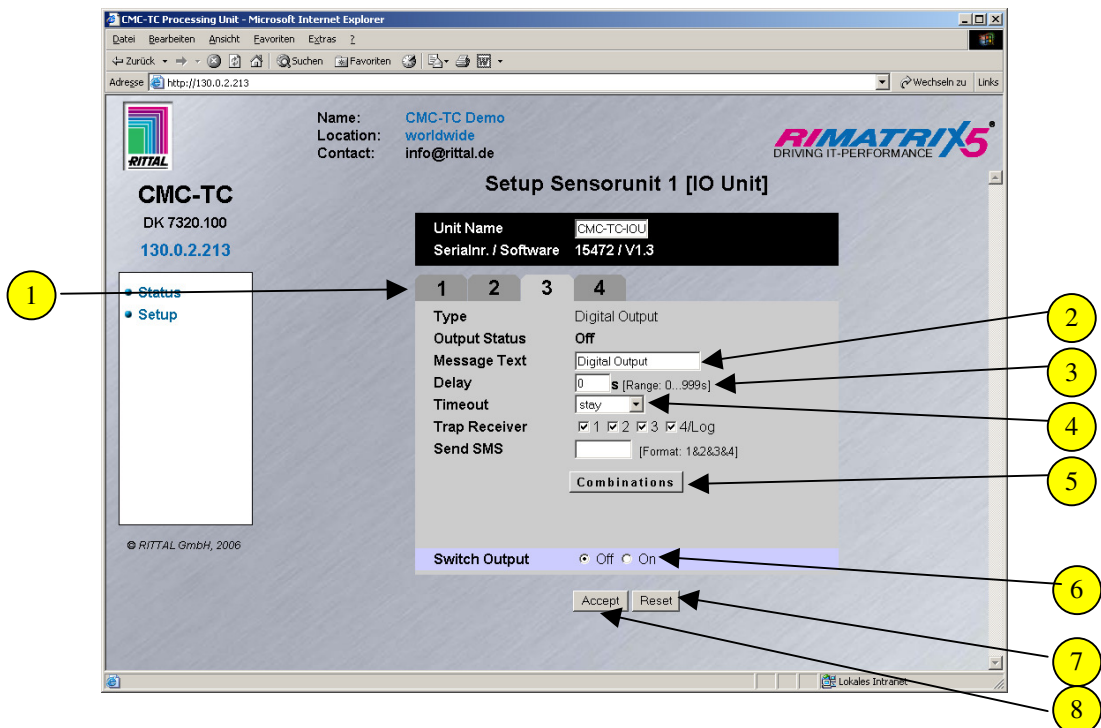 CMC-TC Processing Unit - Microsoft Internet Explorer
Datei Bearbeiten Ansicht Favoriten Extras ?
Zurück Suchen Favoriten
Adresse http://130.0.2.213 Wechseln zu Links
RITTAL
Name: CMC-TC Demo
Location: worldwide
Contact: info@rittal.de
RIMATRIX5
DRIVING IT-PERFORMANCE
CMC-TC
DK 7320.100
130.0.2.213
Status
Setup
© RITTAL GmbH, 2006
Setup Sensorunit 1 [IO Unit]
Unit Name CMC-TC-IOU
Serialnr. / Software 15472 / V1.3
1 2 3 4
Type Digital Output
Output Status Off
Message Text Digital Output
Delay 0 s [Range: 0...999s]
Timeout stay
Trap Receiver 1 2 3 4/Log
Send SMS [Format: 1&2&3&4]
Combinations
Switch Output Off On
Accept Reset
Lokales Intranet
1
2
3
4
5
6
7
8